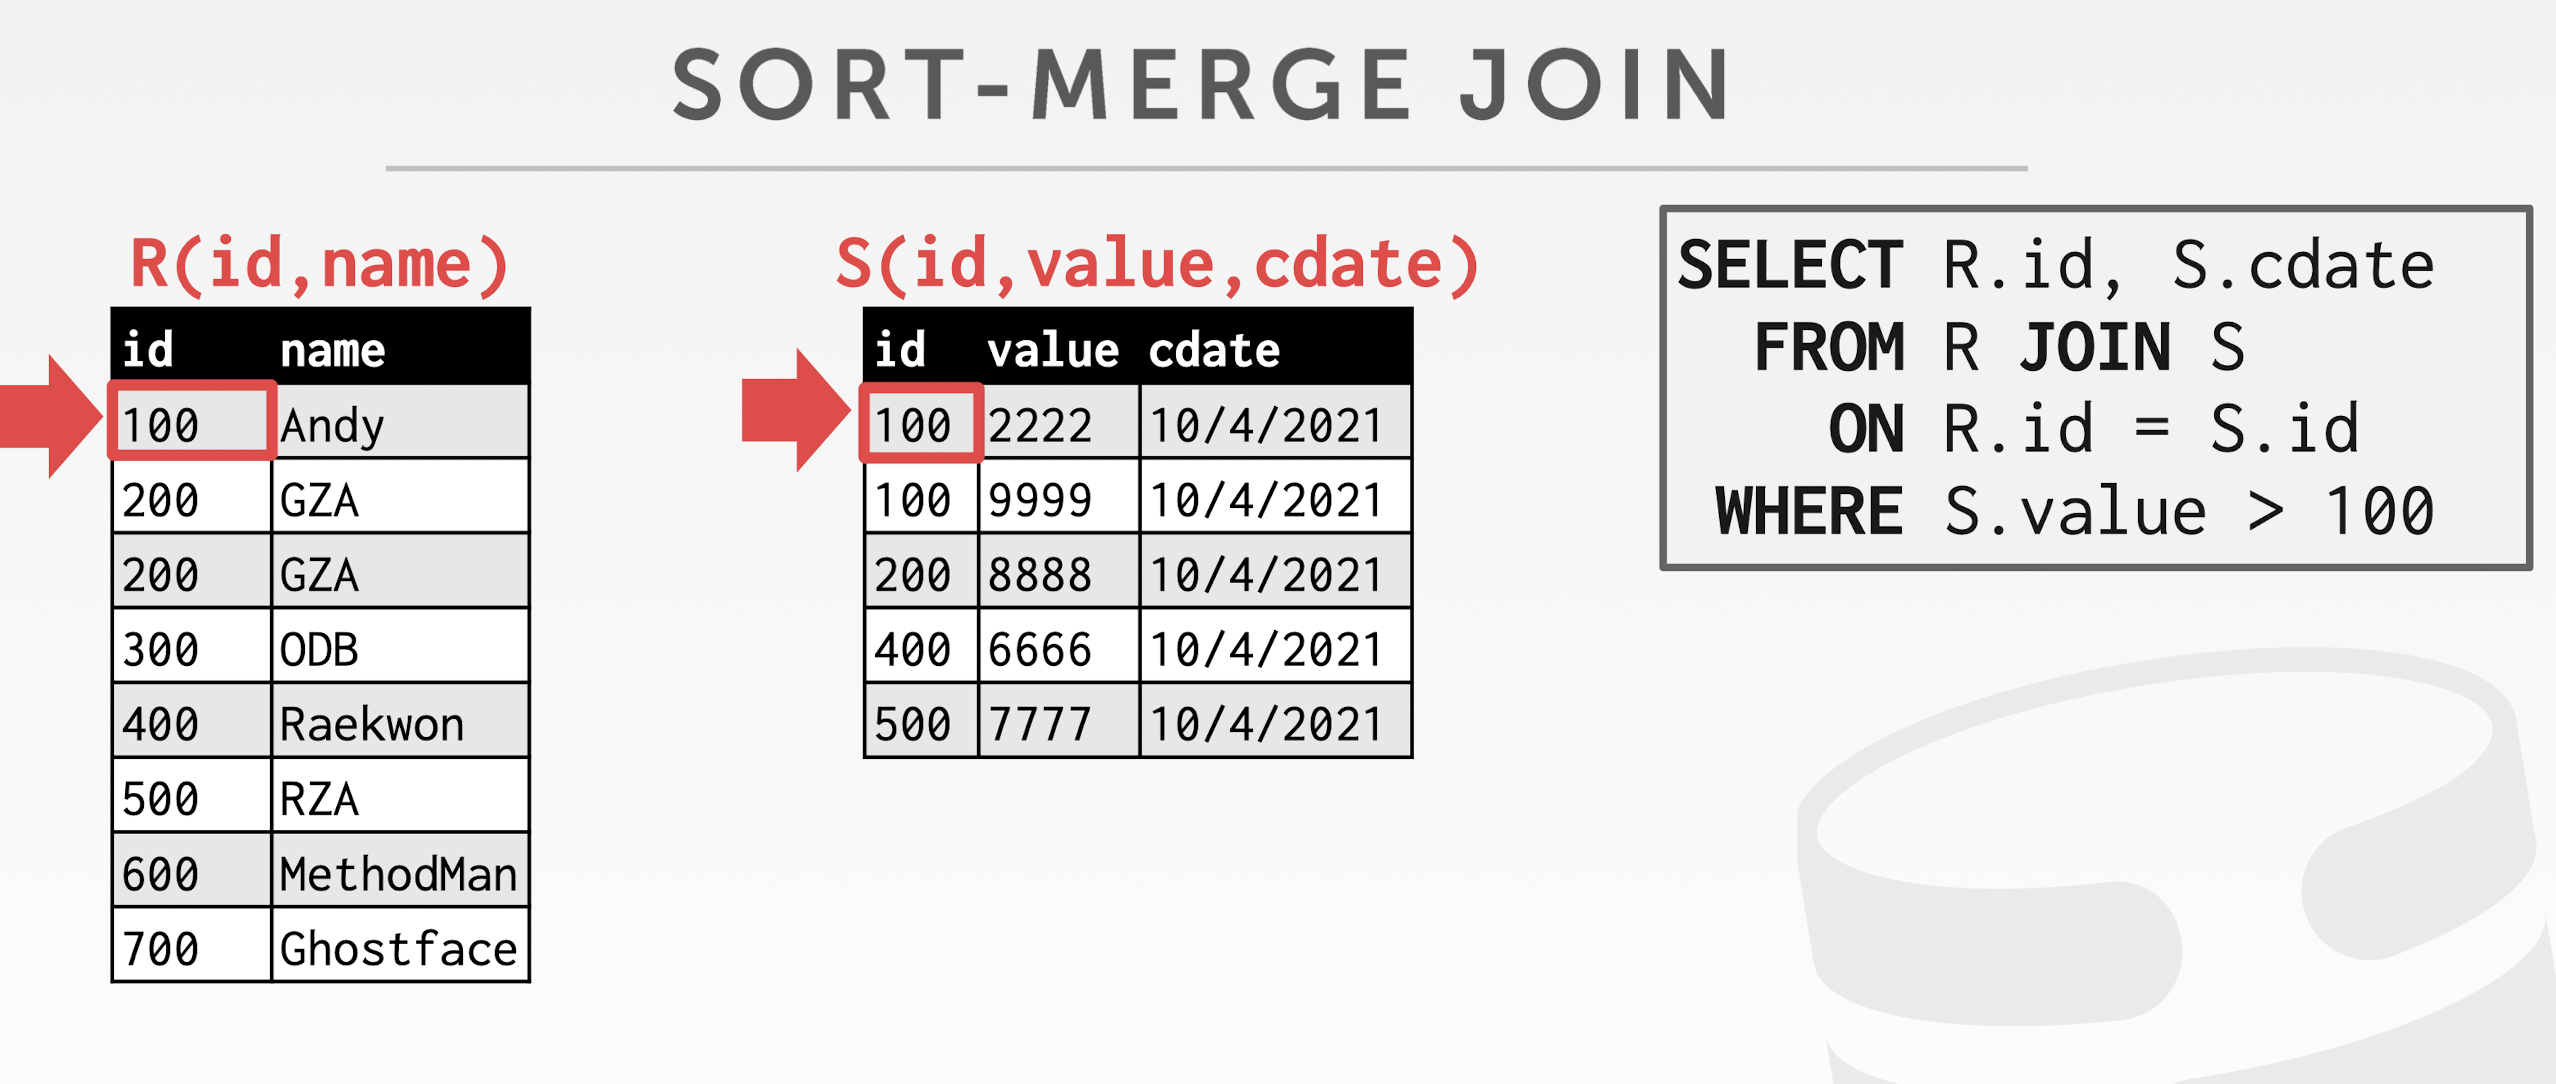 SORT-MERGE JOIN
R(id,name)
id name
100 Andy
200 GZA
200 GZA
300 ODB
400 Raekwon
500 RZA
600 MethodMan
700 Ghostface
S(id,value,cdate)
id value cdate
100 2222 10/4/2021
100 9999 10/4/2021
200 8888 10/4/2021
400 6666 10/4/2021
500 7777 10/4/2021
SELECT R.id, S.cdate
FROM R JOIN S
ON R.id = S.id
WHERE S.value > 100